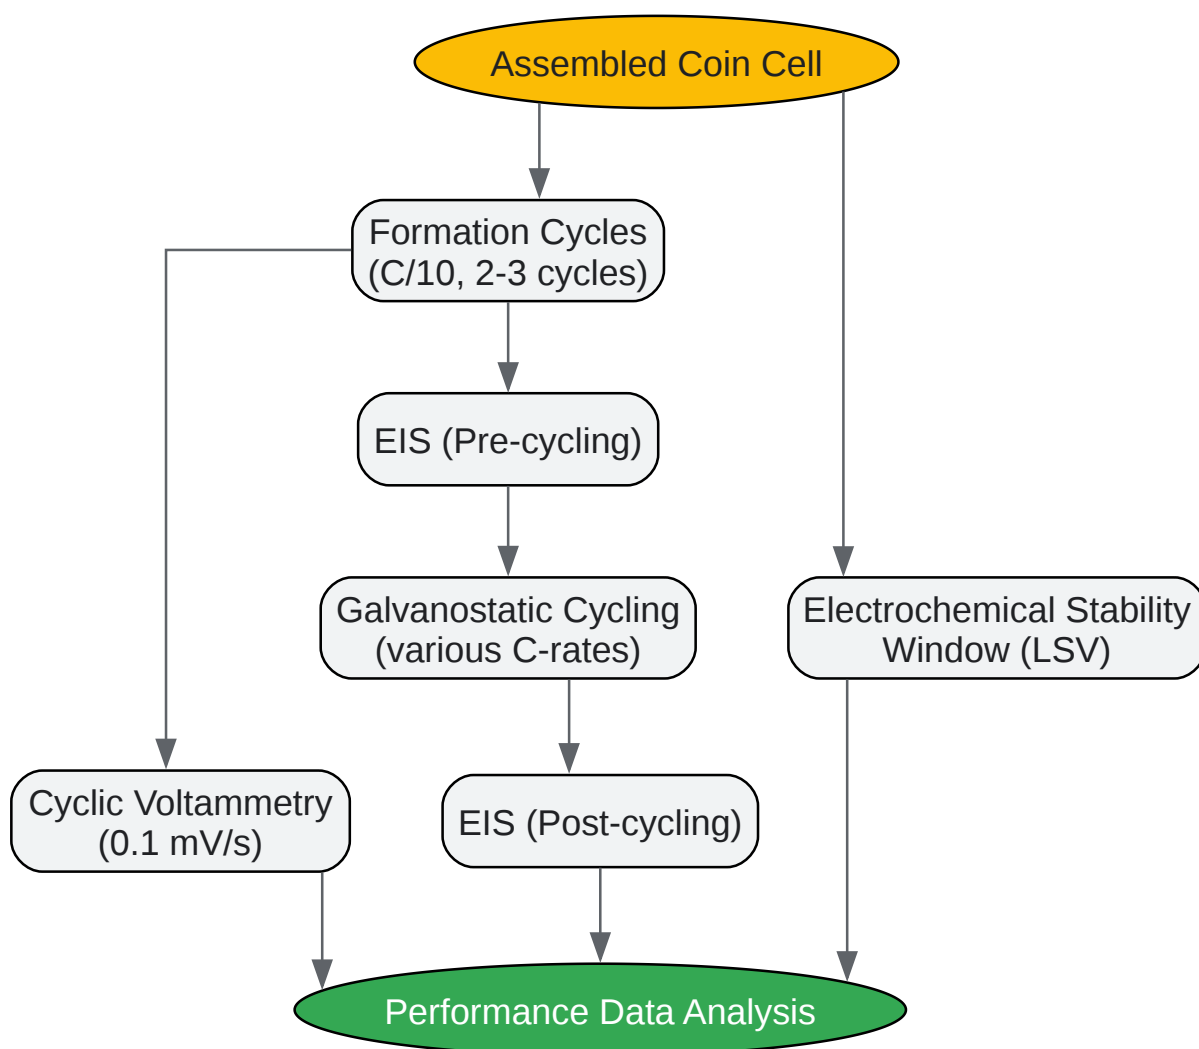 Assembled Coin Cell
Formation Cycles
(C/10, 2-3 cycles)
EIS (Pre-cycling)
Galvanostatic Cycling
(various C-rates)
Electrochemical Stability
Window (LSV)
Cyclic Voltammetry
(0.1 mV/s)
EIS (Post-cycling)
Performance Data Analysis